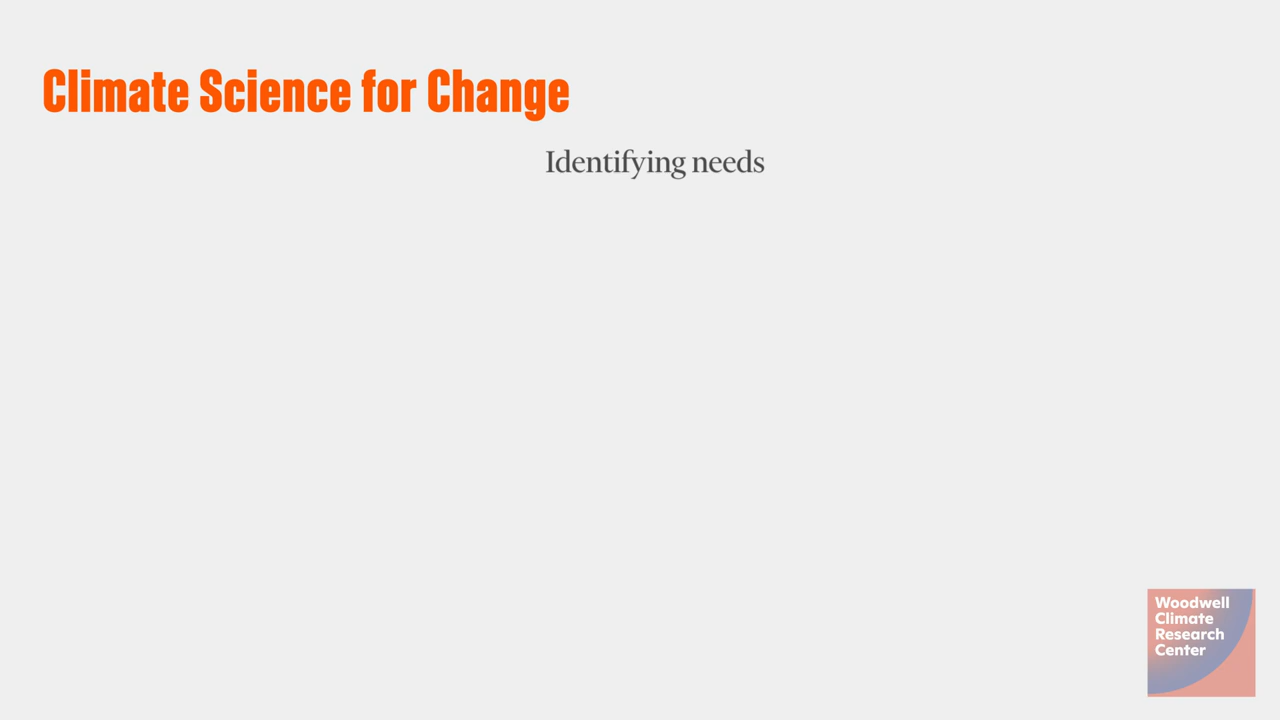 Climate Science for Change
Identifying needs
Woodwell
Climate
Research
Center